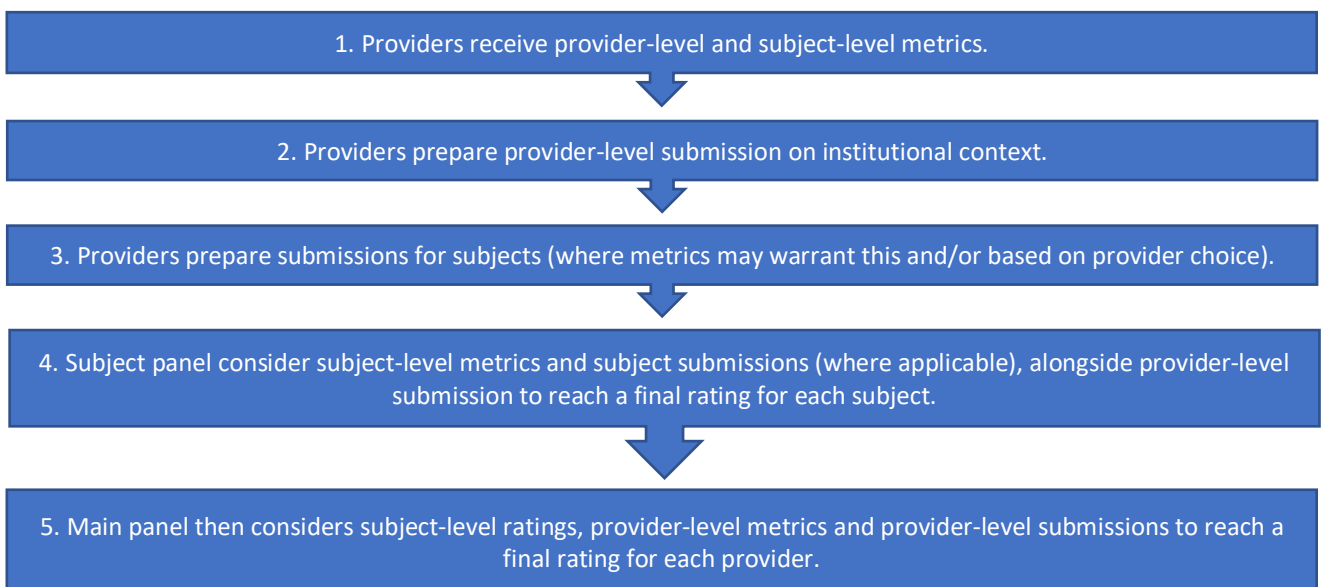 1. Providers receive provider-level and subject-level metrics.
2. Providers prepare provider-level submission on institutional context.
3. Providers prepare submissions for subjects (where metrics may warrant this and/or based on provider choice).
4. Subject panel consider subject-level metrics and subject submissions (where applicable), alongside provider-level
submission to reach a final rating for each subject.
5. Main panel then considers subject-level ratings, provider-level metrics and provider-level submissions to reach a
final rating for each provider.